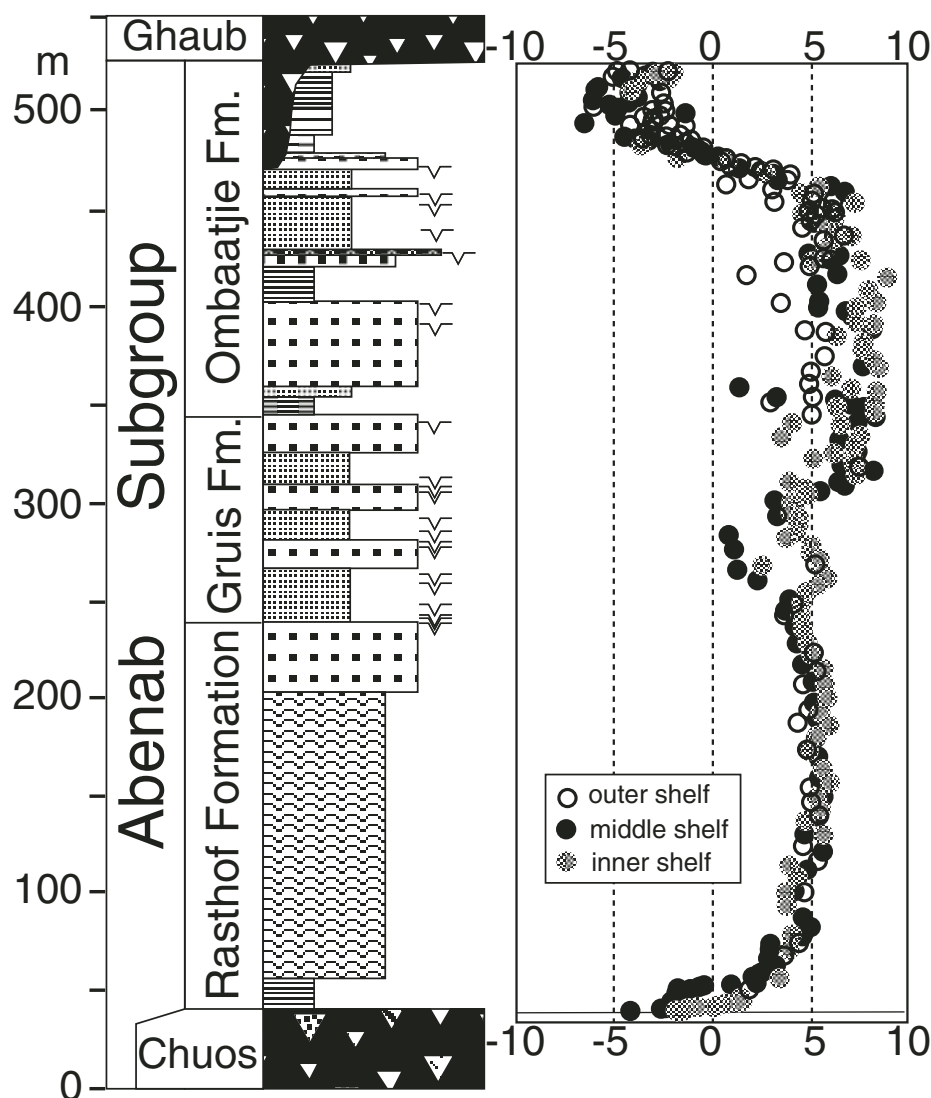 Ghaub
-10 -5 0 5 10
m
500
400
300
200
100
0
Abenab Subgroup
Ombaatjie Fm.
Gruis Fm.
Rasthof Formation
outer shelf
middle shelf
inner shelf
Chuos
-10 -5 0 5 10